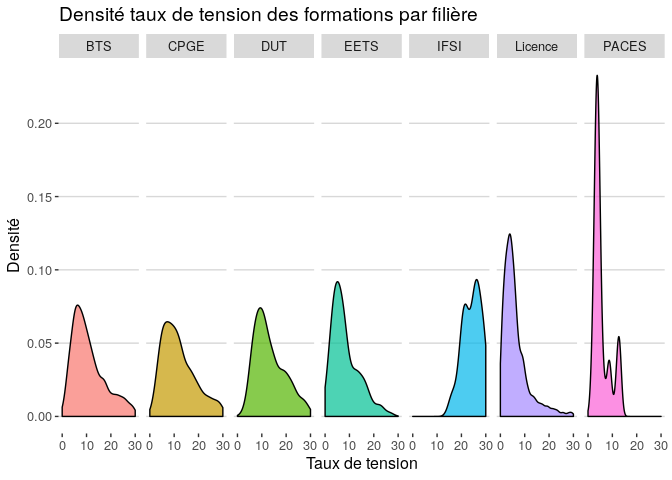 Densité taux de tension des formations par filière
BTS CPGE DUT EETS IFSI Licence PACES
0.20
0.15
0.10
0.05
0.00
Densité
0 10 20 30 0 10 20 30 0 10 20 30 0 10 20 30 0 10 20 30 0 10 20 30 0 10 20 30
Taux de tension